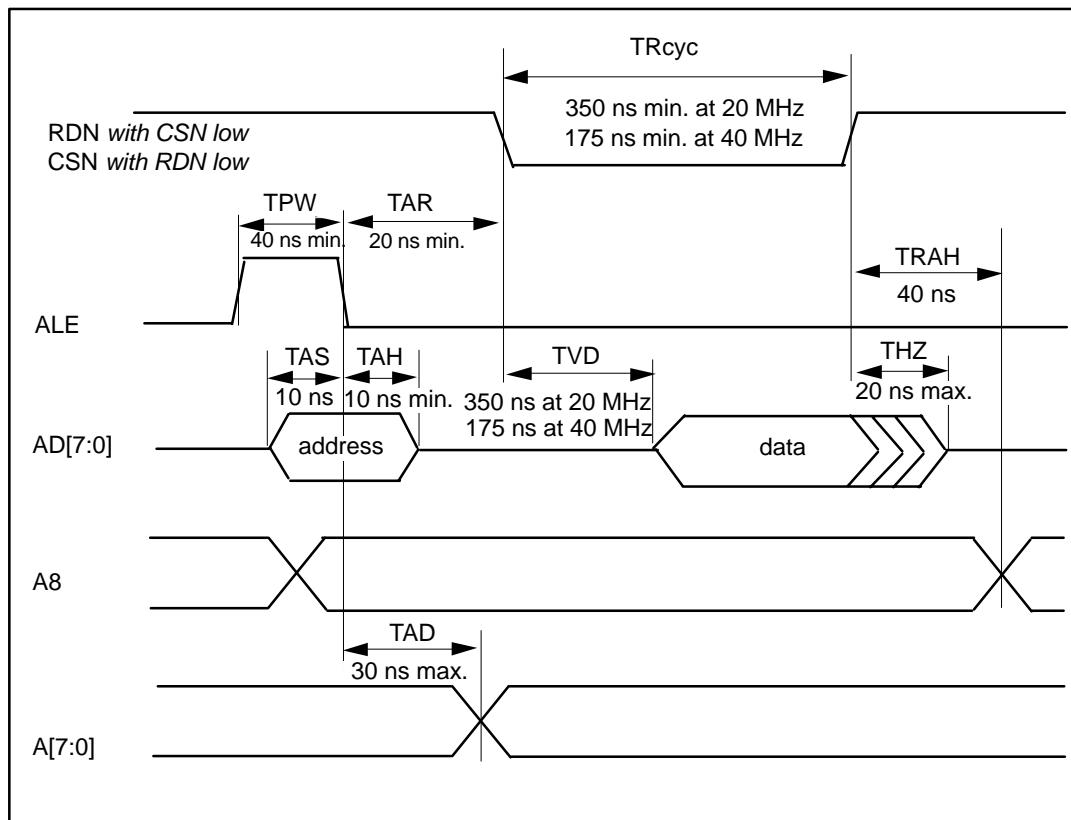 TRcyc
350 ns min. at 20 MHz
175 ns min. at 40 MHz
RDN with CSN low
CSN with RDN low
TPW
40 ns min.
TAR
20 ns min.
TRAH
40 ns
ALE
TAS
10 ns
TAH
10 ns min.
TVD
350 ns at 20 MHz
175 ns at 40 MHz
THZ
20 ns max.
AD[7:0]
address
data
A8
TAD
30 ns max.
A[7:0]